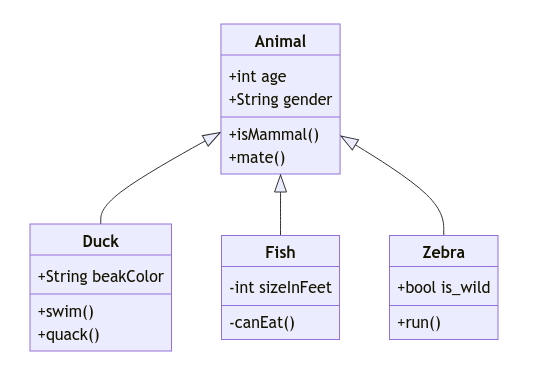 Animal
+int age
+String gender
+isMammal()
+mate()
Duck
+String beakColor
+swim()
+quack()
Fish
-int sizeInFeet
-canEat()
Zebra
+bool is_wild
+run()